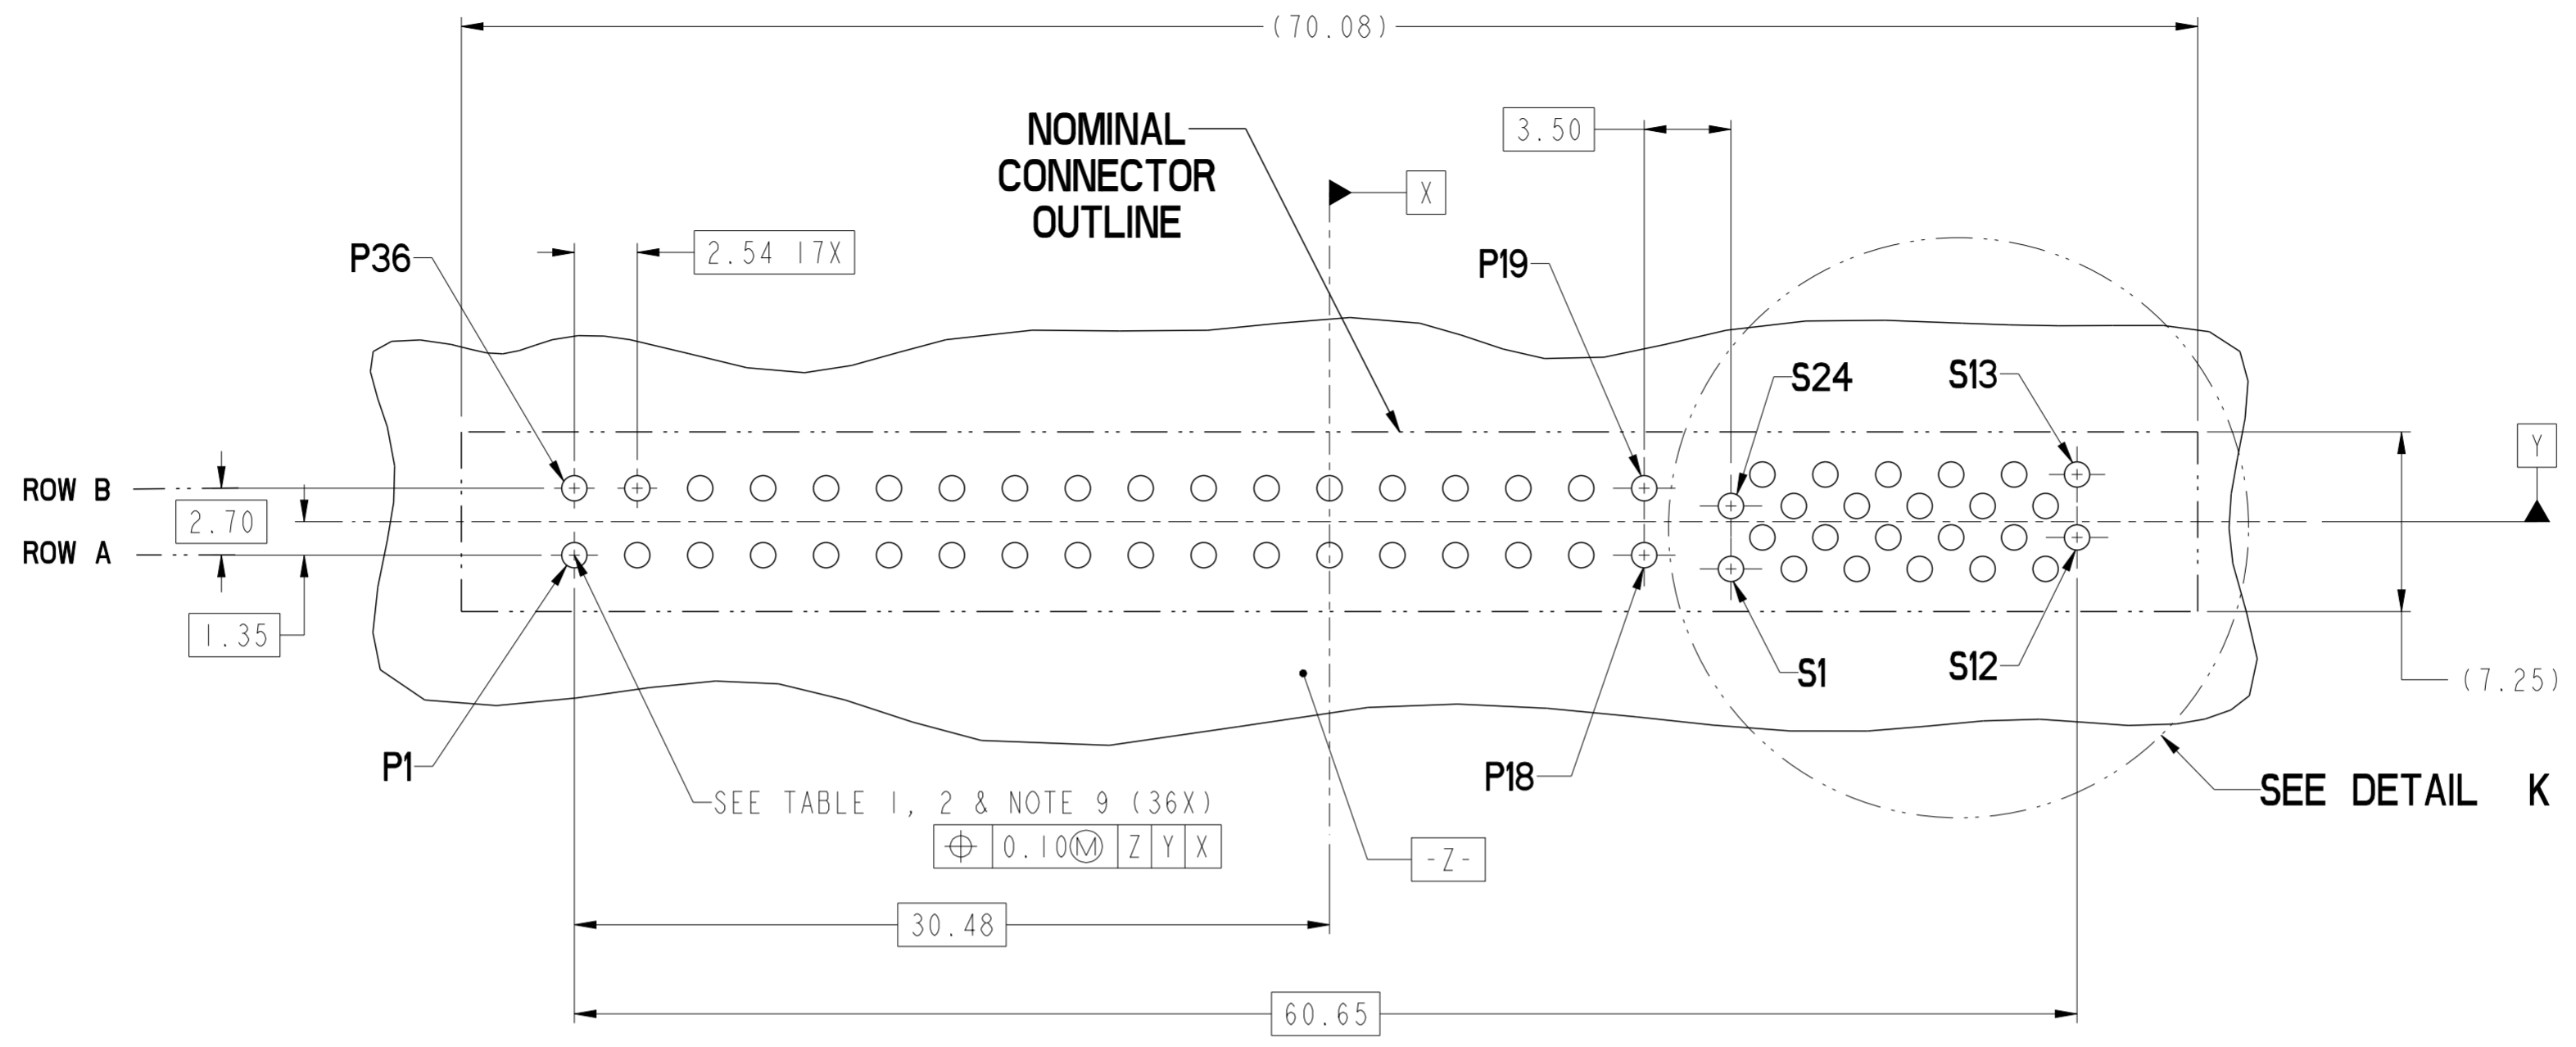 (70.08)
NOMINAL
CONNECTOR
OUTLINE
3.50
X
P36
2.54 17X
P19
S24
S13
Y
ROW B
2.70
ROW A
1.35
S1
S12
(7.25)
P1
P18
SEE TABLE 1, 2 & NOTE 9 (36X)
⌖ 0.10Ⓜ Z Y X
-Z-
SEE DETAIL K
30.48
60.65